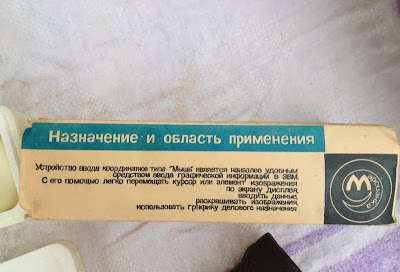 Назначение и область применения
Устройство ввода координатное типа "Мышь" является наиболее удобным
средством ввода графической информации в ЭВМ.
С его помощью легко перемещать курсор или элемент изображения
по экрану дисплея,
вводить данные,
раскрашивать изображения,
использовать графику делового назначения